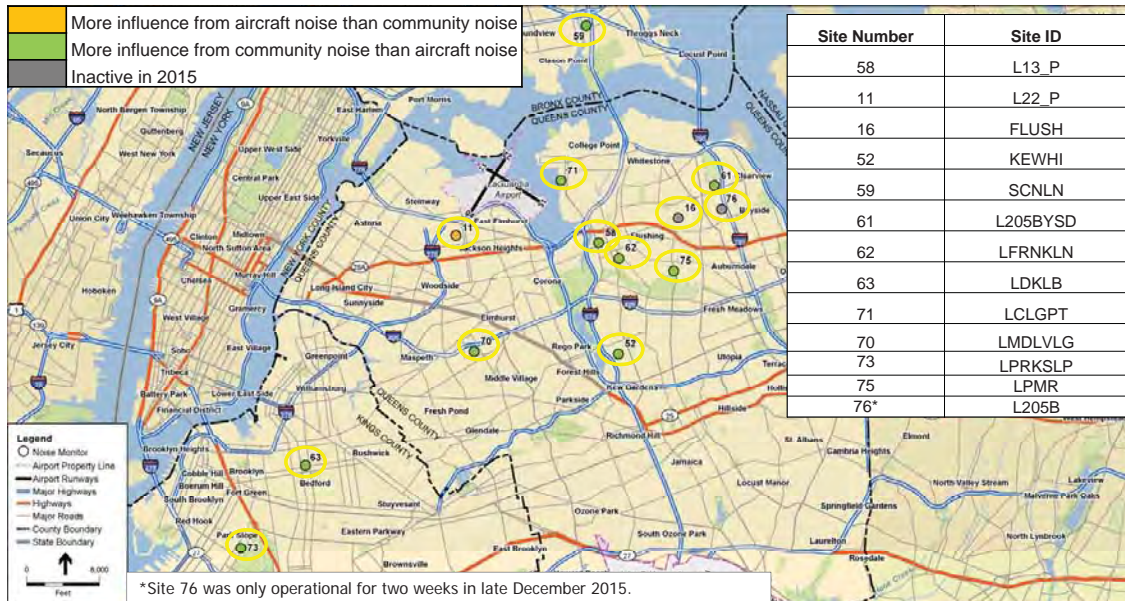 More influence from aircraft noise than community noise
More influence from community noise than aircraft noise
Inactive in 2015
Site Number Site ID
58 L13_P
11 L22_P
16 FLUSH
52 KEWHI
59 SCNLN
61 L205BYSD
62 LFRNKLN
63 LDKLB
71 LCLGPT
70 LMDLVLG
73 LPRKSLP
75 LPMR
76* L205B
59
Throggs Neck
Clason Point
Locust Point
Port Morris
East Harlem
North Bergen Township
Guttenberg
Secaucus
West New York
NEW JERSEY
NEW YORK
Yorkville
Upper West Side
Central Park
Upper East Side
BRONX COUNTY
QUEENS COUNTY
College Point
Whitestone
71
61
Clearview
76
Bayside
16
LaGuardia
Airport
Steinway
Astoria
East Elmhurst
11
Jackson Heights
58
Flushing
62
75
Auburndale
Union City
Weehawken Township
Clinton
Midtown
North Sutton Area
Murray Hill
Chelsea
NEW YORK COUNTY
QUEENS COUNTY
Long Island City
Woodside
Corona
Sunnyside
Hoboken
Gramercy
West Village
Elmhurst
Fresh Meadows
Jersey City
Soho
East Village
Greenpoint
Maspeth
70
Rego Park
52
Utopia
Tribeca
Middle Village
Forest Hills
Kew Gardens
Battery Park
Lower East Side
Williamsburg
Parkside
Hillside
Financial District
QUEENS COUNTY
KINGS COUNTY
Fresh Pond
Glendale
Richmond Hill
Brooklyn Heights
63
Bushwick
St. Albans
Elmont
Cambria Heights
Cobble Hill
Brooklyn
Bedford
Jamaica
Boerum Hill
Fort Green
South Brooklyn
Stuyvesant
Locust Manor
North Valley Stream
Lakeview
Malverne Park Oaks
Red Hook
Eastern Parkway
Ozone Park
Springfield Gardens
Park Slope
73
South Ozone Park
Laurelton
North Lynbrook
East Brooklyn
Brownsville
Rosedale
27
Legend
Noise Monitor
Airport Property Line
Airport Runways
Major Highways
Highways
Major Roads
County Boundary
State Boundary
0 8,000
Feet
*Site 76 was only operational for two weeks in late December 2015.